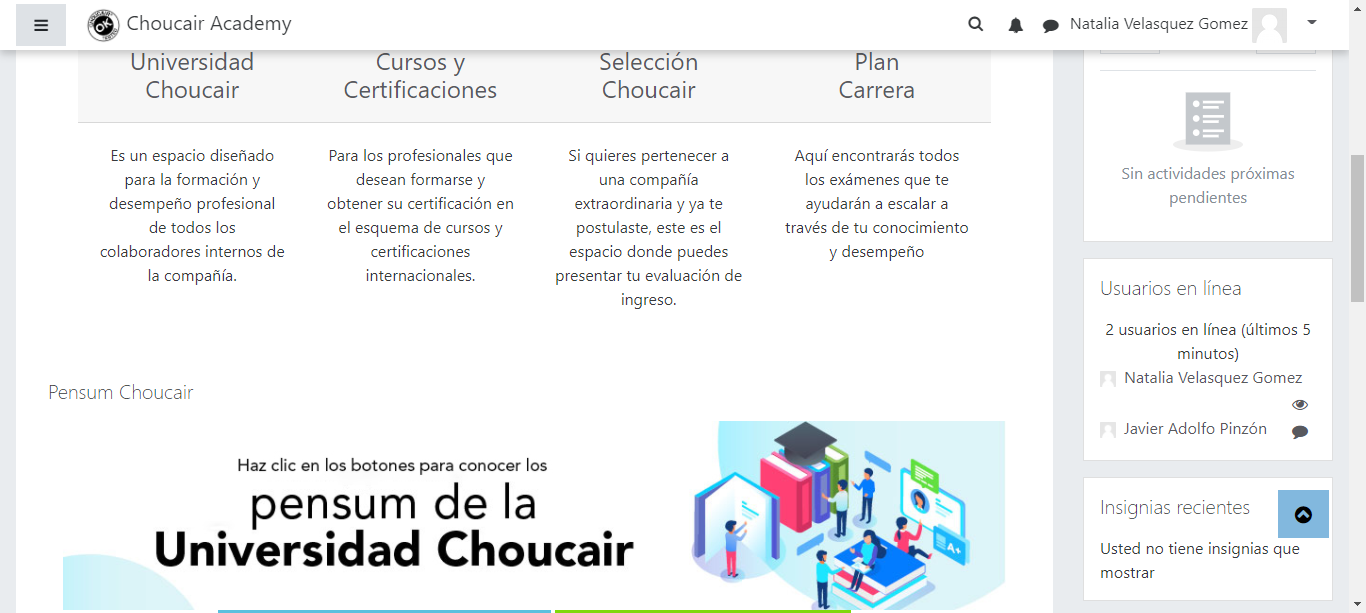 Choucair Academy
Natalia Velasquez Gomez
Universidad
Choucair
Cursos y
Certificaciones
Selección
Choucair
Plan
Carrera
Es un espacio diseñado
para la formación y
desempeño profesional
de todos los
colaboradores internos de
la compañía.
Para los profesionales que
desean formarse y
obtener su certificación en
el esquema de cursos y
certificaciones
internacionales.
Si quieres pertenecer a
una compañía
extraordinaria y ya te
postulaste, este es el
espacio donde puedes
presentar tu evaluación de
ingreso.
Aquí encontrarás todos
los exámenes que te
ayudarán a escalar a
través de tu conocimiento
y desempeño
Pensum Choucair
Haz clic en los botones para conocer los
pensum de la
Universidad Choucair
A+
Sin actividades próximas
pendientes
Usuarios en línea
2 usuarios en línea (últimos 5
minutos)
Natalia Velasquez Gomez
Javier Adolfo Pinzón
Insignias recientes
Usted no tiene insignias que
mostrar